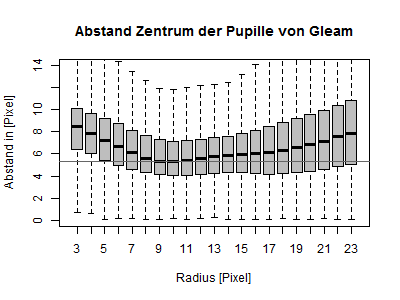 Abstand Zentrum der Pupille von Gleam
Abstand in [Pixel]
14
10
8
6
4
2
0
3 5 7 9 11 13 15 17 19 21 23
Radius [Pixel]